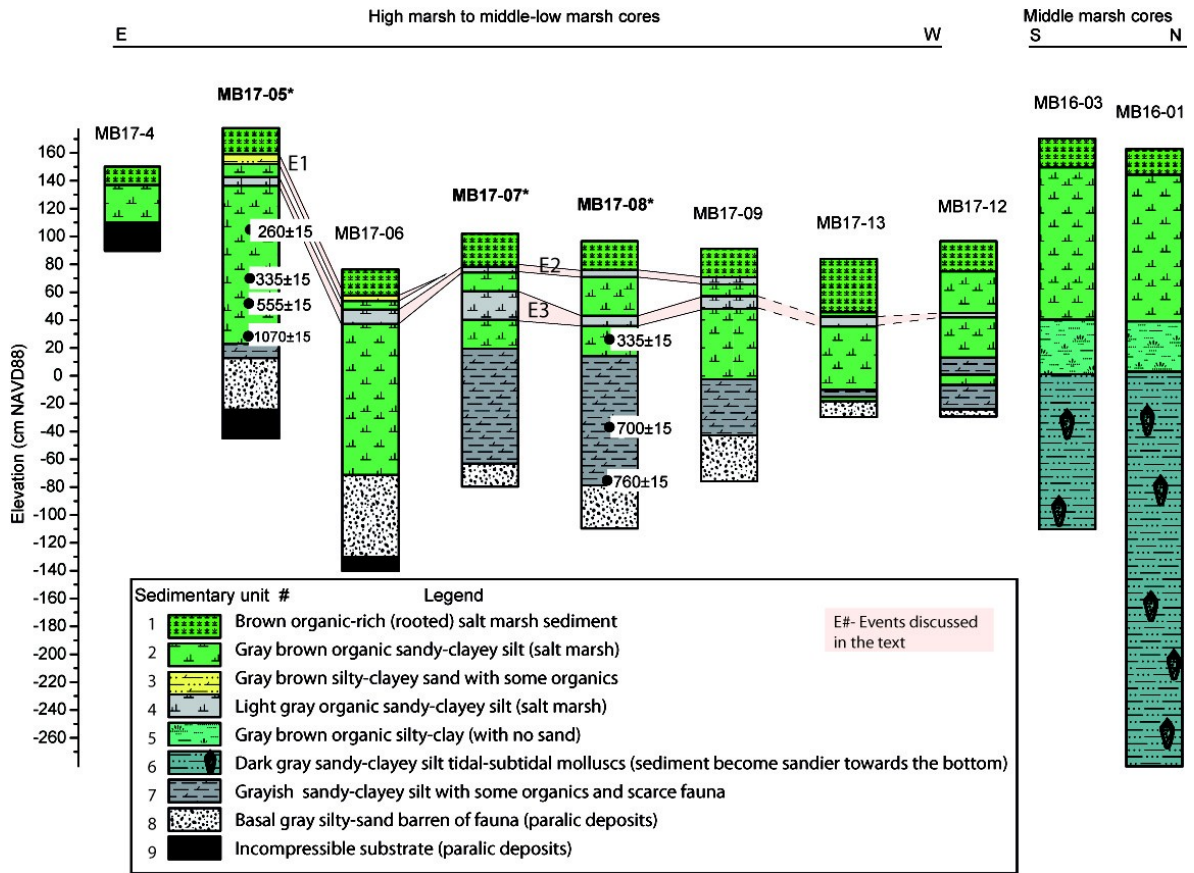 High marsh to middle-low marsh cores
Middle marsh cores
E
W
S
N
MB17-4
MB17-05*
MB17-06
MB17-07*
MB17-08*
MB17-09
MB17-13
MB17-12
MB16-03
MB16-01
Elevation (cm NAVD88)
160
140
120
100
80
60
40
20
0
-20
-40
-60
-80
-100
-120
-140
-160
-180
-200
-220
-240
-260
E1
E2
E3
260±15
335±15
555±15
1070±15
335±15
700±15
760±15
Sedimentary unit #
Legend
1 Brown organic-rich (rooted) salt marsh sediment
2 Gray brown organic sandy-clayey silt (salt marsh)
3 Gray brown silty-clayey sand with some organics
4 Light gray organic sandy-clayey silt (salt marsh)
5 Gray brown organic silty-clay (with no sand)
6 Dark gray sandy-clayey silt tidal-subtidal molluscs (sediment become sandier towards the bottom)
7 Grayish sandy-clayey silt with some organics and scarce fauna
8 Basal gray silty-sand barren of fauna (paralic deposits)
9 Incompressible substrate (paralic deposits)
E#- Events discussed
in the text